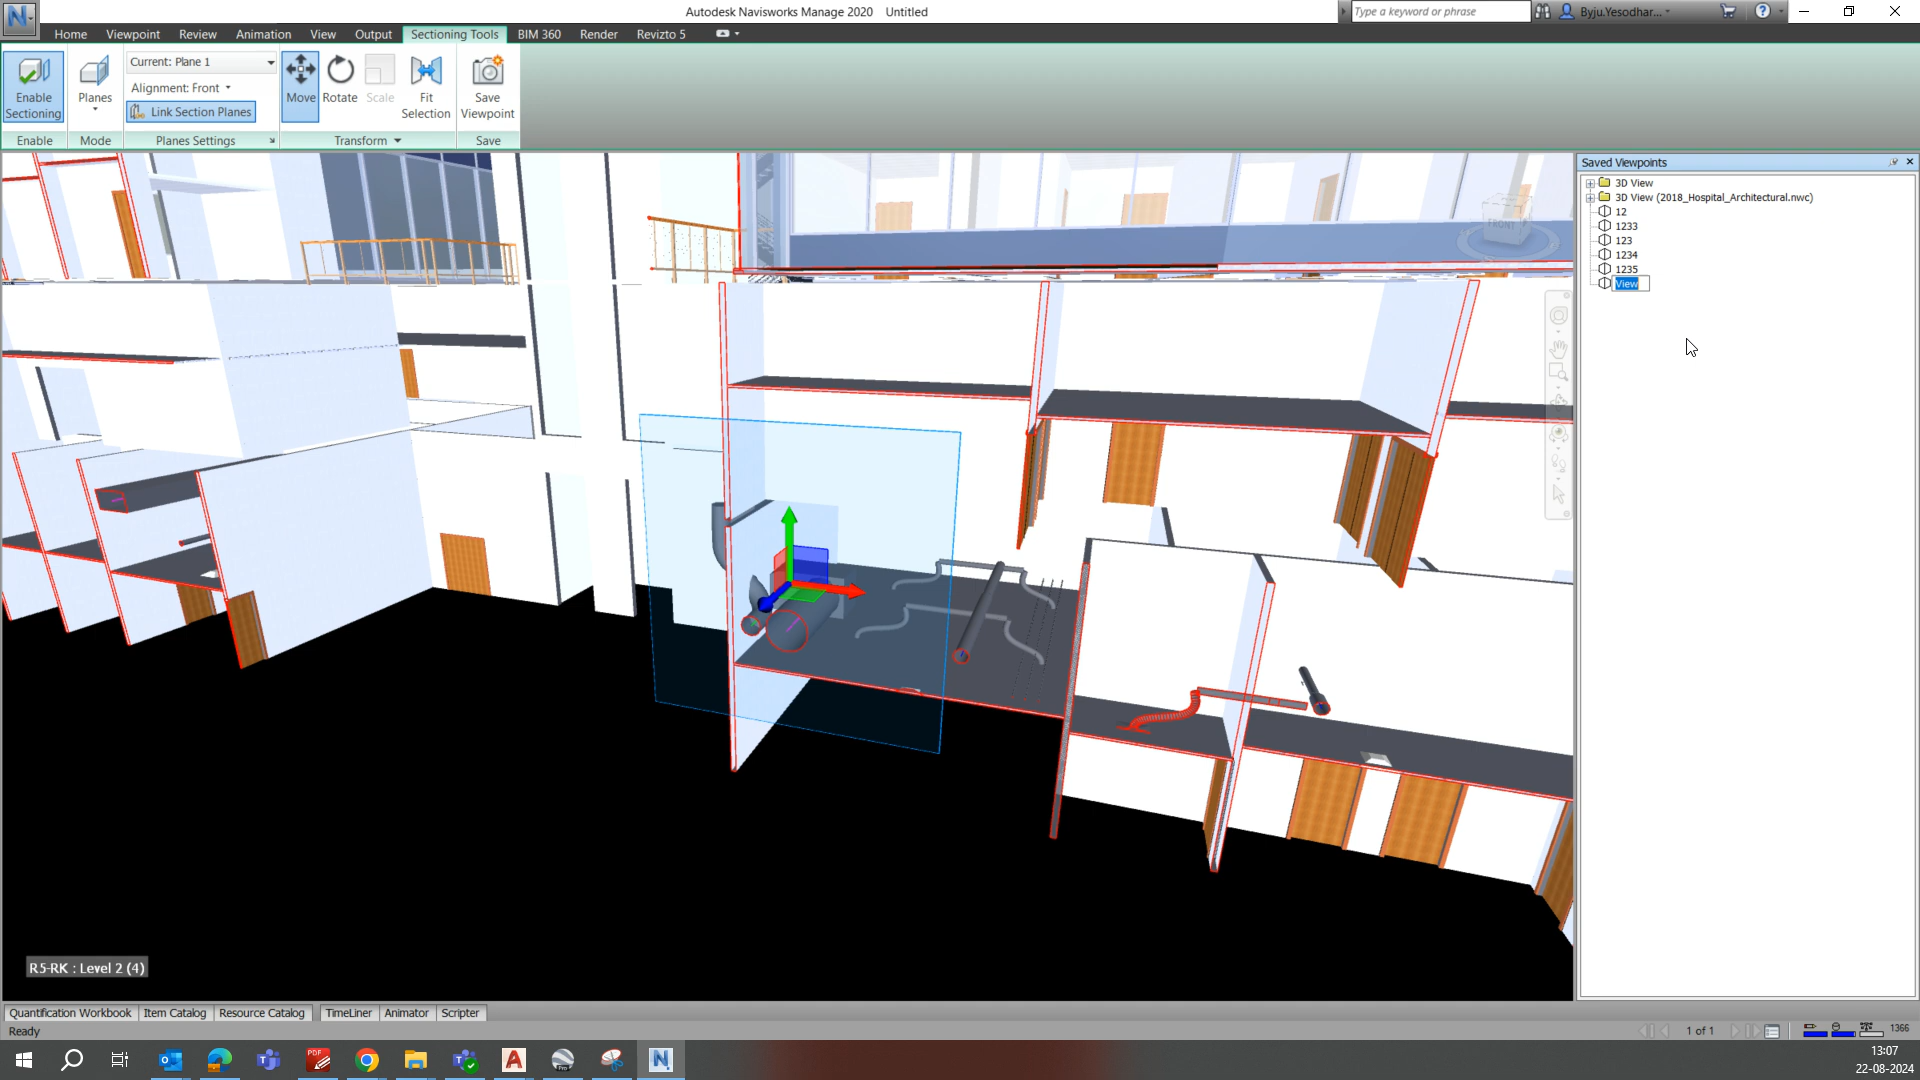 Autodesk Navisworks Manage 2020 Untitled
Type a keyword or phrase
Byju.Yesodhar...
Home Viewpoint Review Animation View Output Sectioning Tools BIM 360 Render Revizto 5
Enable Sectioning
Planes
Current: Plane 1
Alignment: Front
Link Section Planes
Move
Rotate
Scale
Fit Selection
Save Viewpoint
Enable Mode Planes Settings Transform Save
Saved Viewpoints
3D View
3D View (2018_Hospital_Architectural.nwc)
12
1233
123
1234
1235
View
FRONT
R5-RK : Level 2 (4)
Quantification Workbook Item Catalog Resource Catalog TimeLiner Animator Scripter
Ready
1 of 1
1366
13:07
22-08-2024